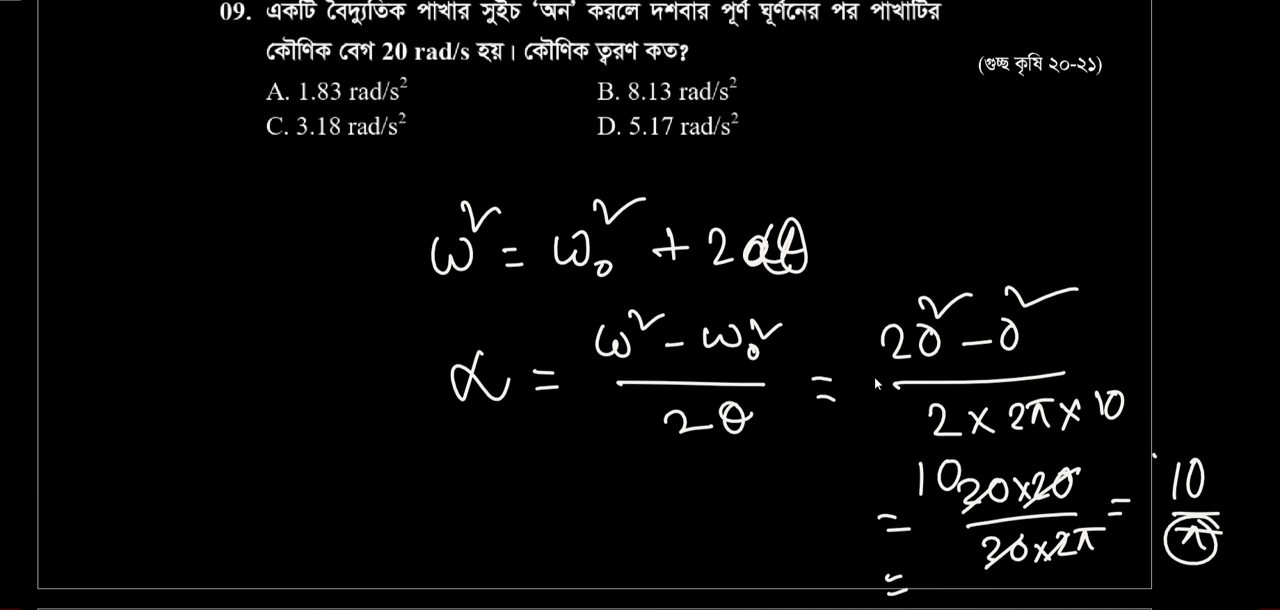 09. একটি বৈদ্যুতিক পাখার সুইচ ‘অন’ করলে দশবার পূর্ণ ঘূর্ণনের পর পাখাটির
কৌণিক বেগ 20 rad/s হয়। কৌণিক ত্বরণ কত?
(গুচ্ছ কৃষি ২০-২১)
A. 1.83 rad/s² B. 8.13 rad/s²
C. 3.18 rad/s² D. 5.17 rad/s²
ω² = ω₀² + 2αθ
α = (ω² - ω₀²)/(2θ) = (20² - 0²)/(2 × 2π × 10)
= 10 (20×20)/(20×2π) = 10/π
=